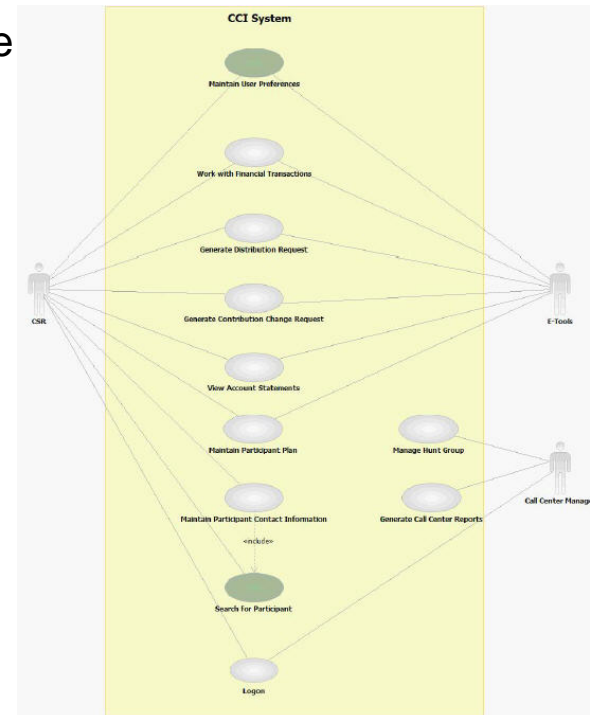 CCI System
e
Maintain User Preferences
Work with Financial Transactions
Generate Distribution Request
Generate Contribution Change Request
CSR
E-Tools
View Account Statements
Maintain Participant Plan
Manage Hunt Group
Maintain Participant Contact Information
Generate Call Center Reports
Call Center Manage
«include»
Search for Participant
Logon